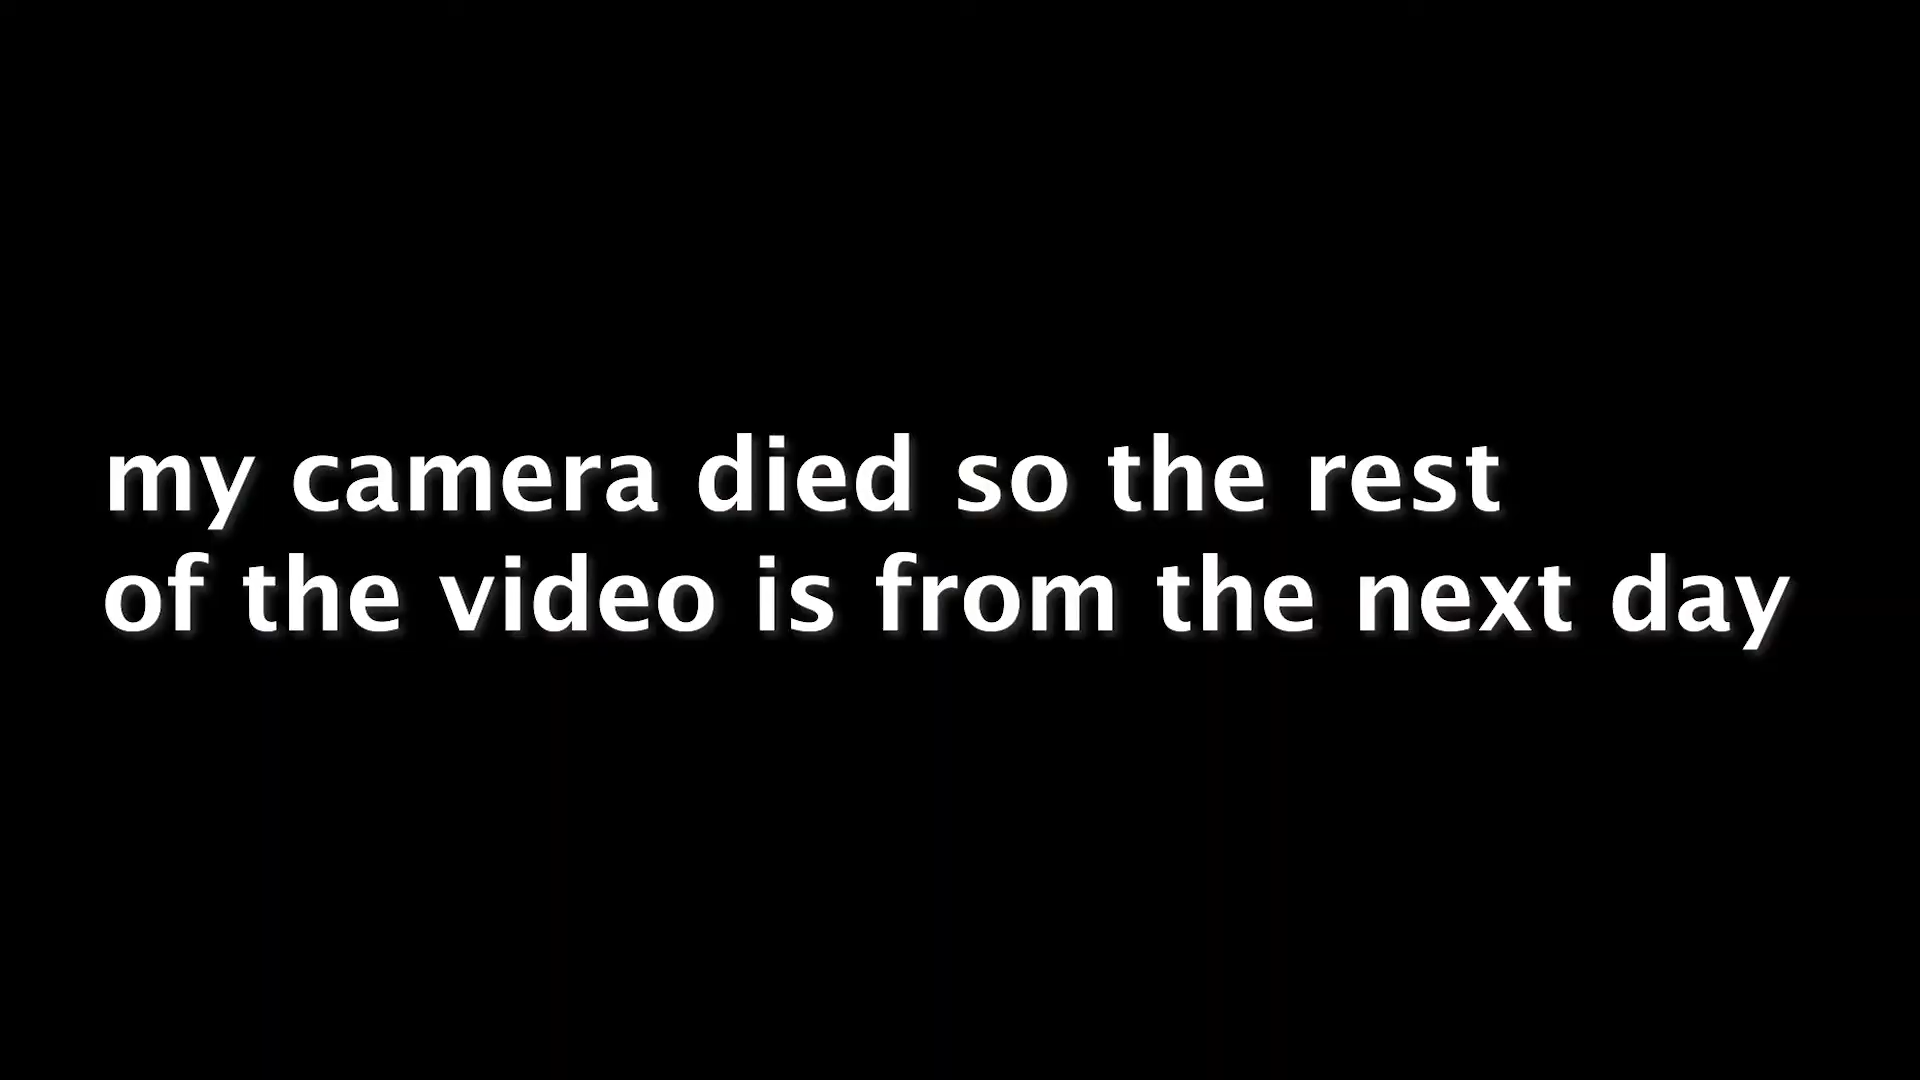 my camera died so the rest
of the video is from the next day